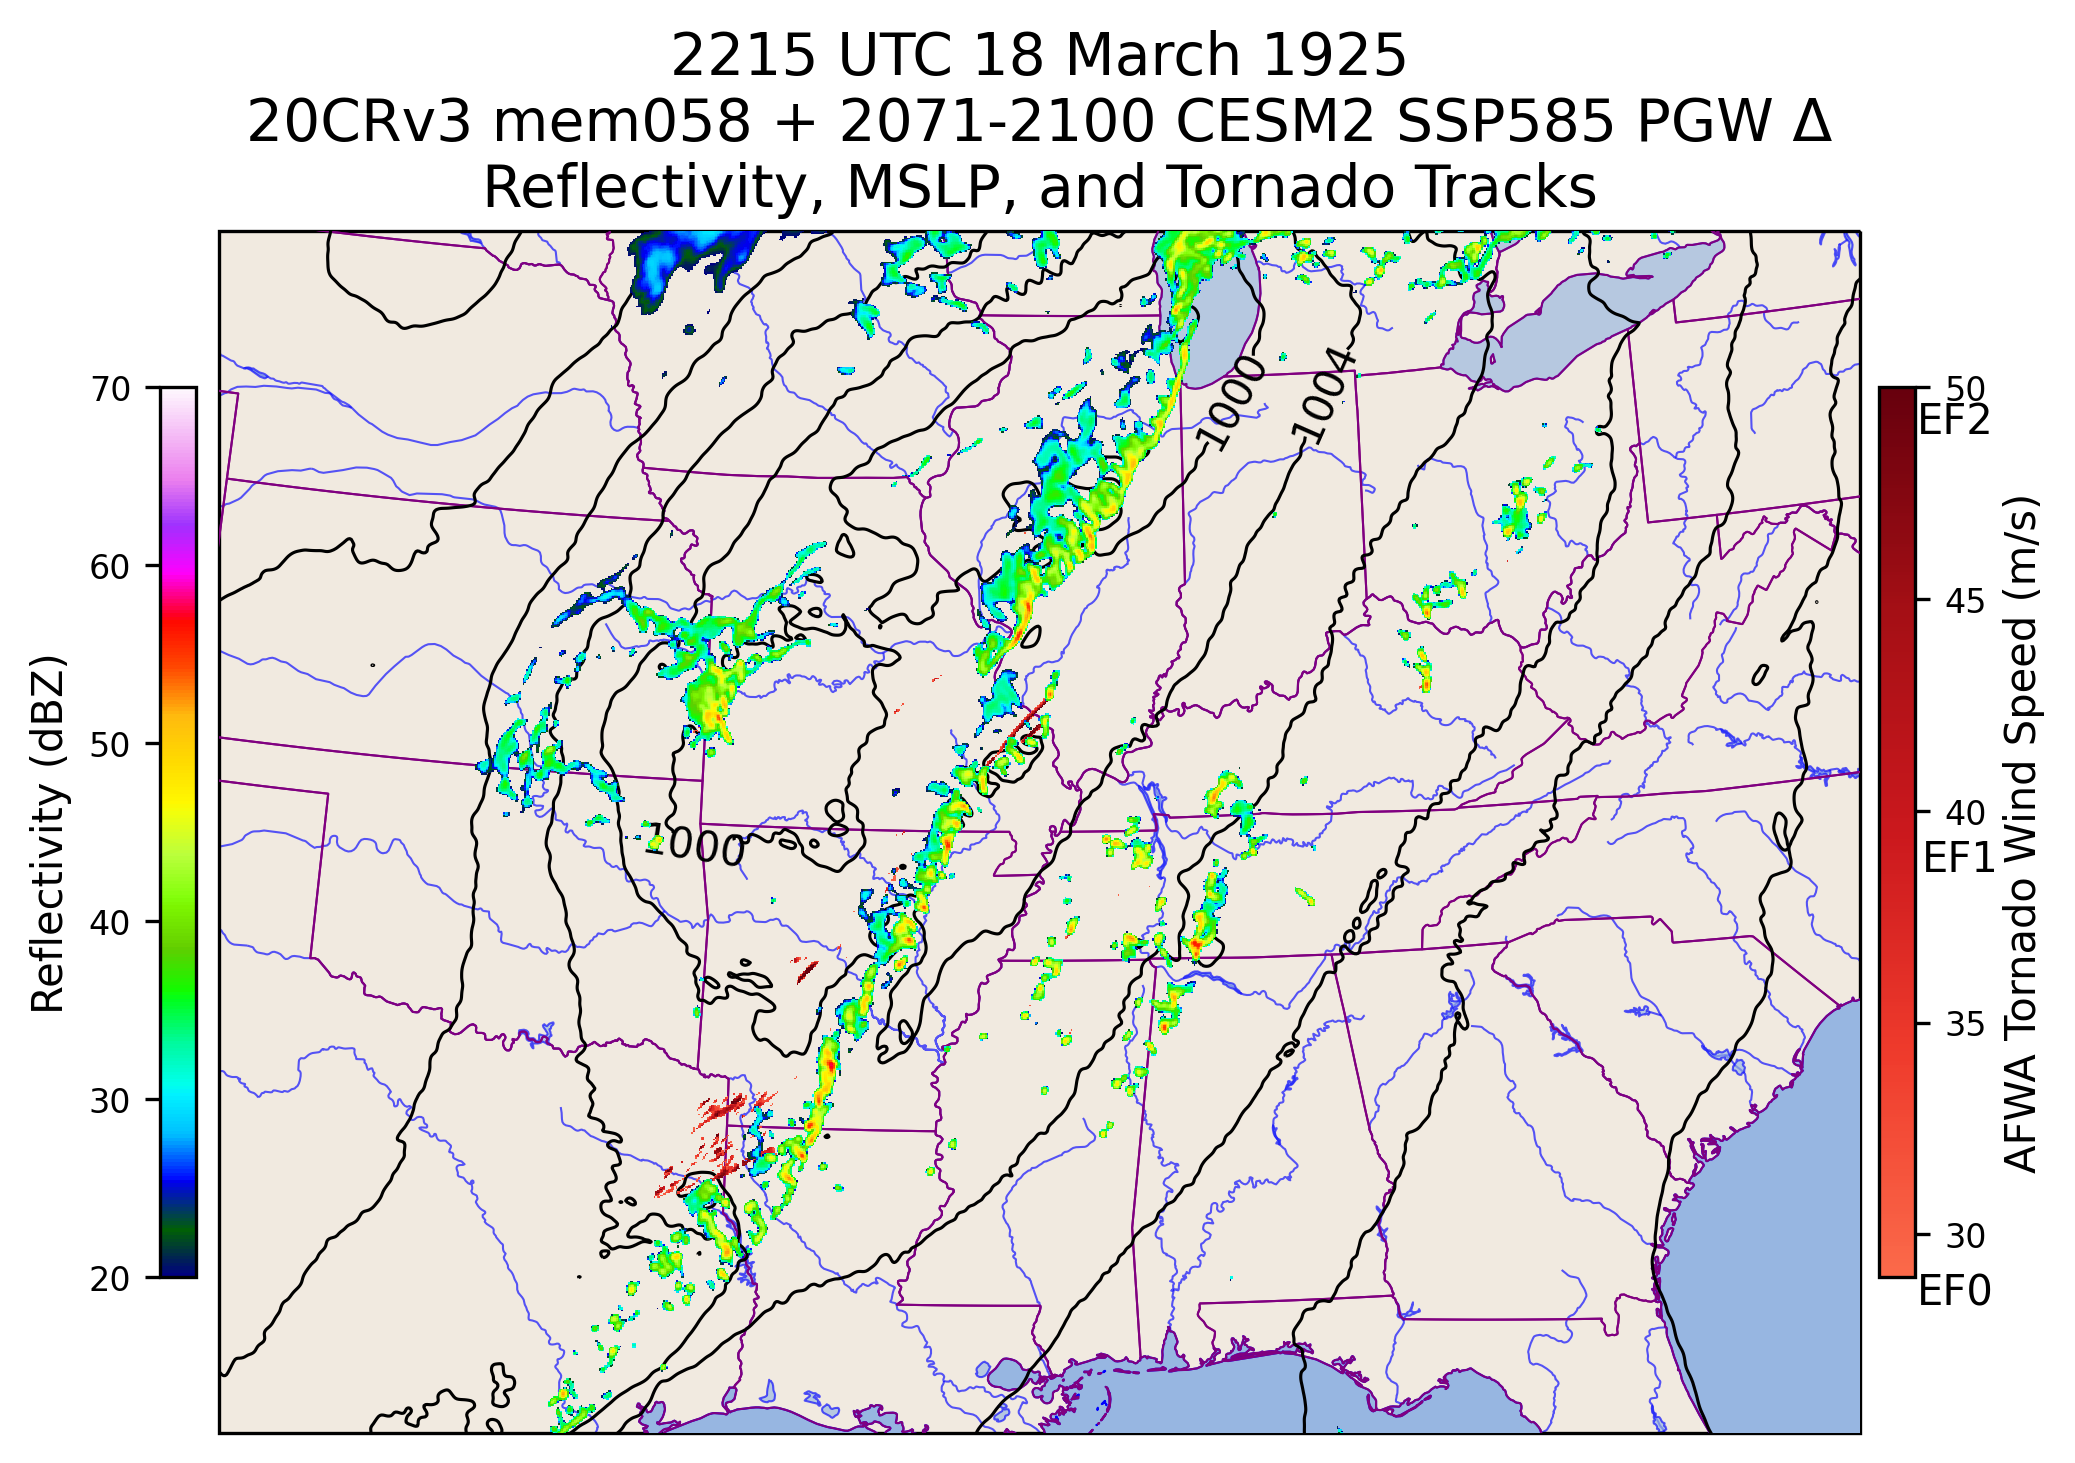 2215 UTC 18 March 1925
20CRv3 mem058 + 2071-2100 CESM2 SSP585 PGW Δ
Reflectivity, MSLP, and Tornado Tracks
70
60
50
40
30
20
Reflectivity (dBZ)
1000
1004
1000
50
EF2
45
40
EF1
35
30
EF0
AFWA Tornado Wind Speed (m/s)